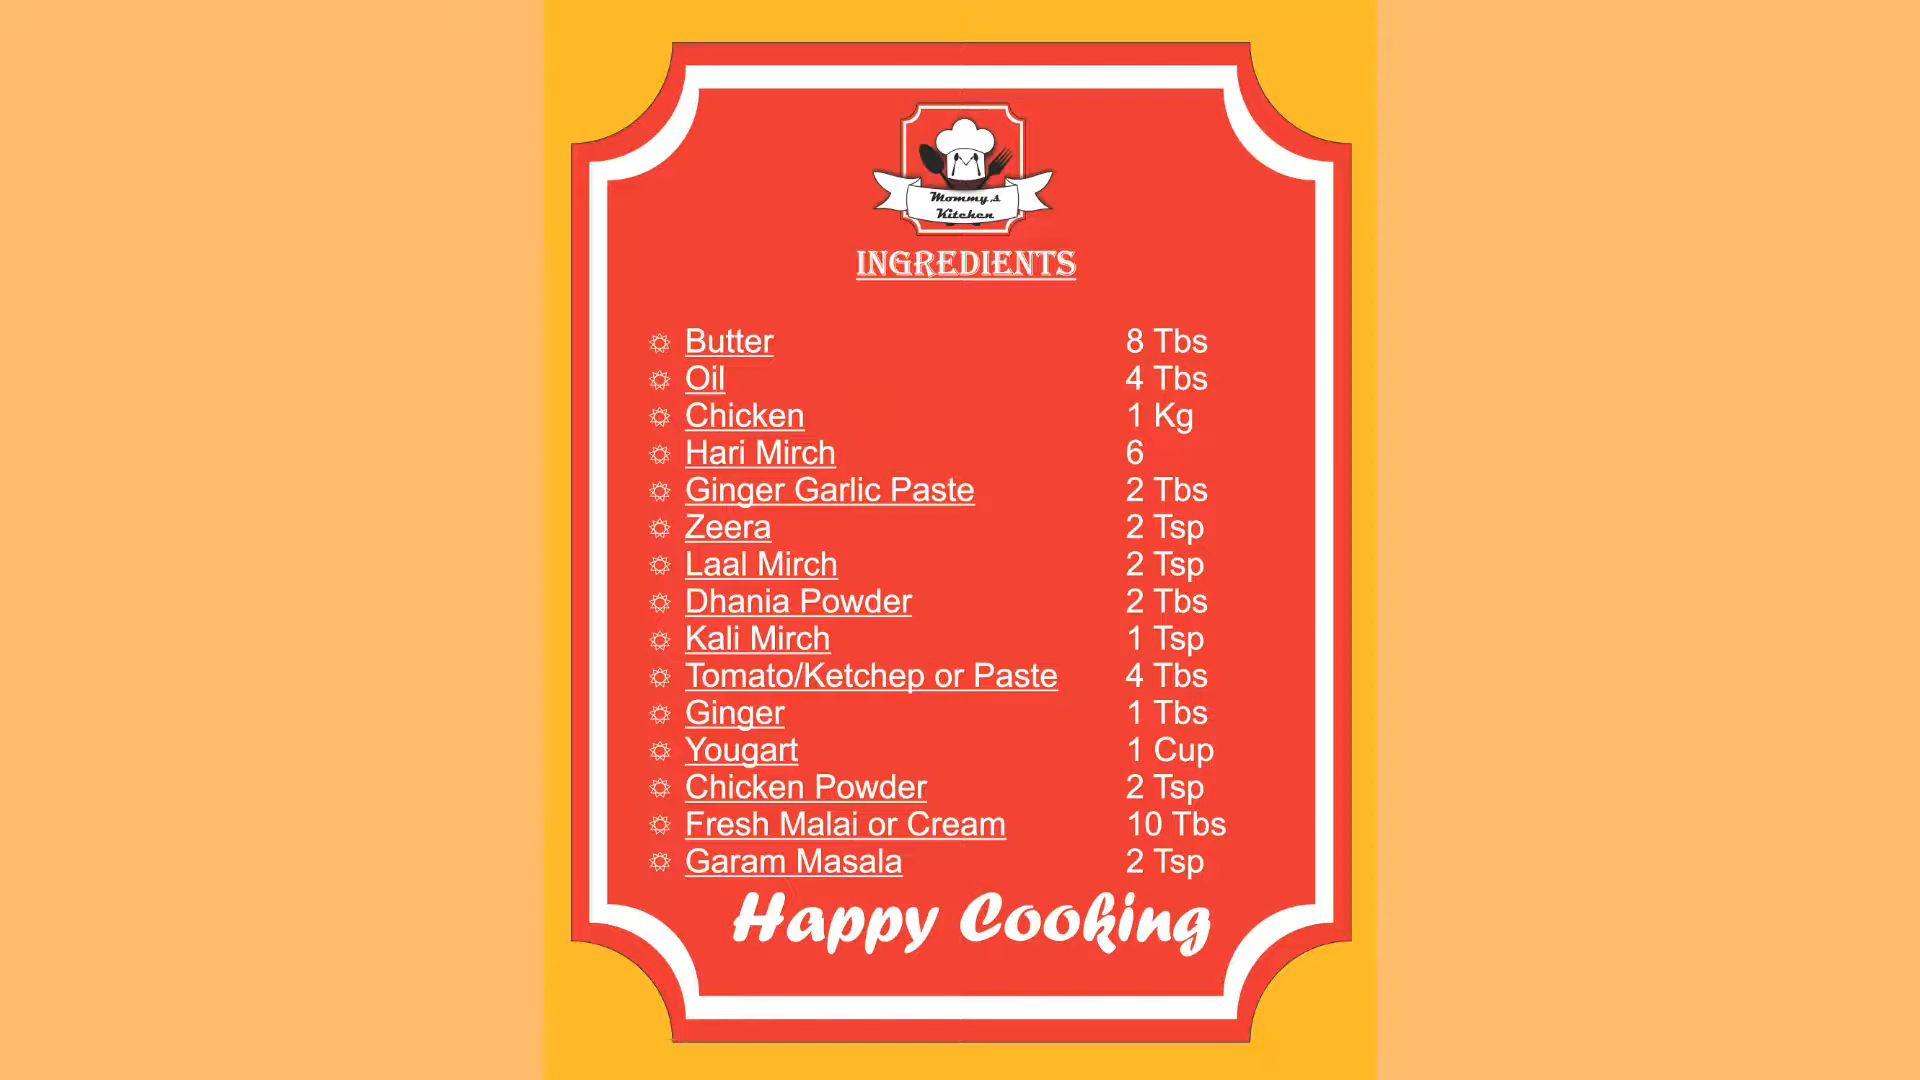 Mommy,s
Kitchen
INGREDIENTS
Butter 8 Tbs
Oil 4 Tbs
Chicken 1 Kg
Hari Mirch 6
Ginger Garlic Paste 2 Tbs
Zeera 2 Tsp
Laal Mirch 2 Tsp
Dhania Powder 2 Tbs
Kali Mirch 1 Tsp
Tomato/Ketchep or Paste 4 Tbs
Ginger 1 Tbs
Yougart 1 Cup
Chicken Powder 2 Tsp
Fresh Malai or Cream 10 Tbs
Garam Masala 2 Tsp
Happy Cooking